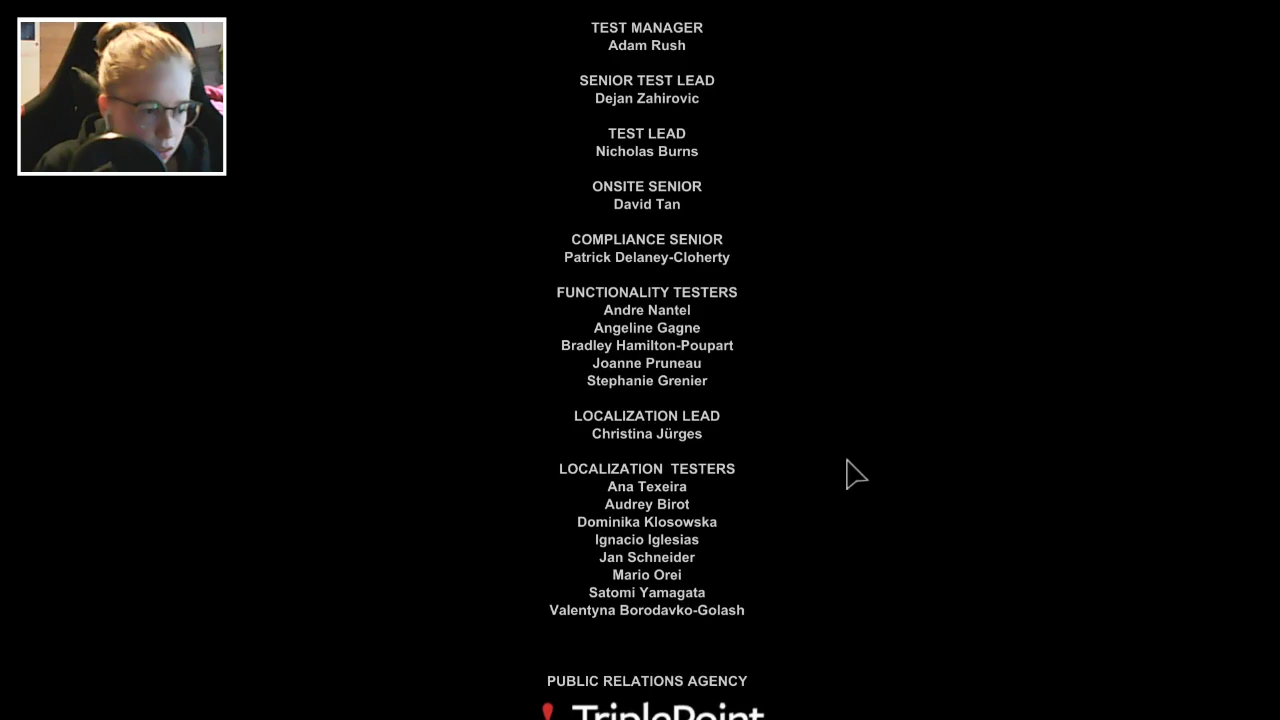 TEST MANAGER
Adam Rush
SENIOR TEST LEAD
Dejan Zahirovic
TEST LEAD
Nicholas Burns
ONSITE SENIOR
David Tan
COMPLIANCE SENIOR
Patrick Delaney-Cloherty
FUNCTIONALITY TESTERS
Andre Nantel
Angeline Gagne
Bradley Hamilton-Poupart
Joanne Pruneau
Stephanie Grenier
LOCALIZATION LEAD
Christina Jürges
LOCALIZATION  TESTERS
Ana Texeira
Audrey Birot
Dominika Klosowska
Ignacio Iglesias
Jan Schneider
Mario Orei
Satomi Yamagata
Valentyna Borodavko-Golash
PUBLIC RELATIONS AGENCY
TriplePoint